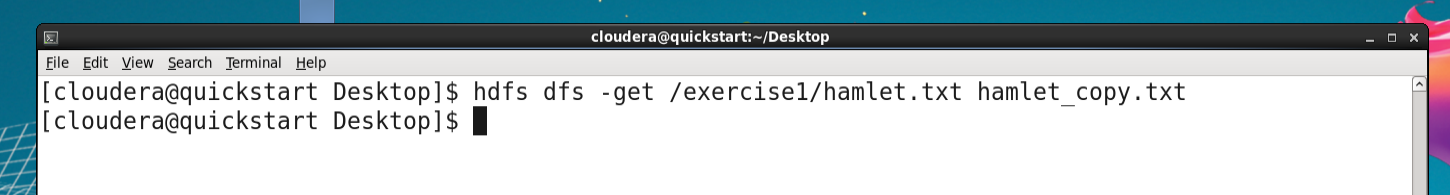 cloudera@quickstart:~/Desktop
File Edit View Search Terminal Help
[cloudera@quickstart Desktop]$ hdfs dfs -get /exercise1/hamlet.txt hamlet_copy.txt
[cloudera@quickstart Desktop]$